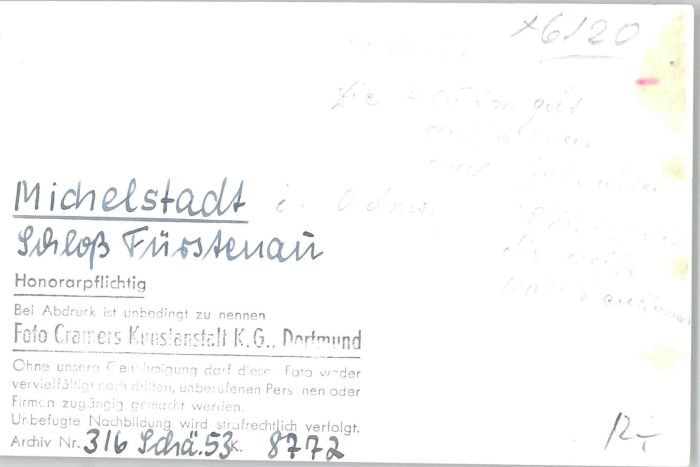 x6120
Michelstadt i. Odenw.
Schloß Fürstenau
Honorarpflichtig
Bei Abdruck ist unbedingt zu nennen
Foto Cramers Kunstanstalt K.G., Dortmund
Ohne unsere Genehmigung darf dieses Foto weder
vervielfältigt noch dritten, unberufenen Personen oder
Firmen zugängig gemacht werden.
Unbefugte Nachbildung wird strafrechtlich verfolgt.
Archiv Nr. 316 Schä. 53 K. 8772
12,-